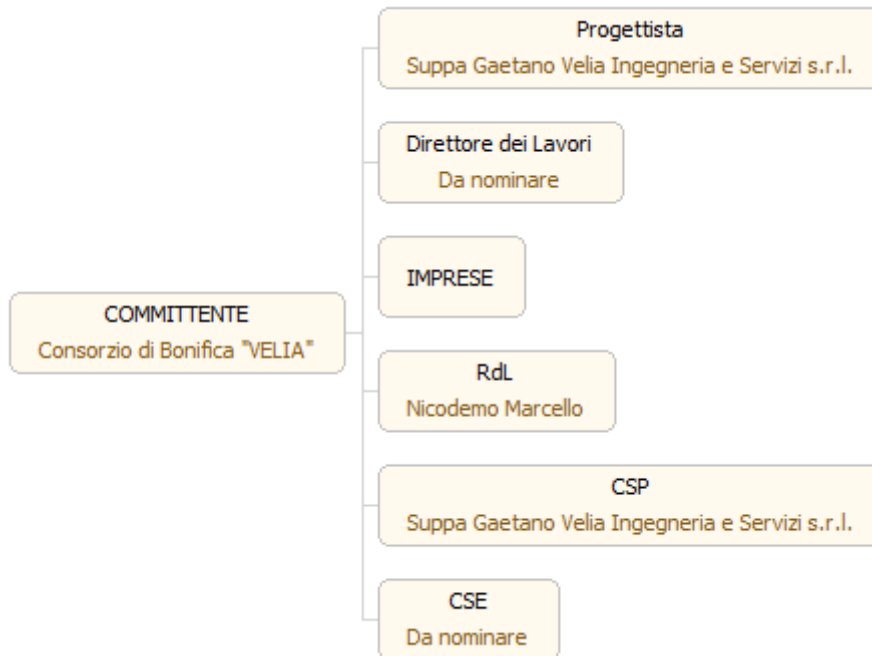 Progettista
Suppa Gaetano Velia Ingegneria e Servizi s.r.l.
Direttore dei Lavori
Da nominare
IMPRESE
COMMITTENTE
Consorzio di Bonifica "VELIA"
RdL
Nicodemo Marcello
CSP
Suppa Gaetano Velia Ingegneria e Servizi s.r.l.
CSE
Da nominare